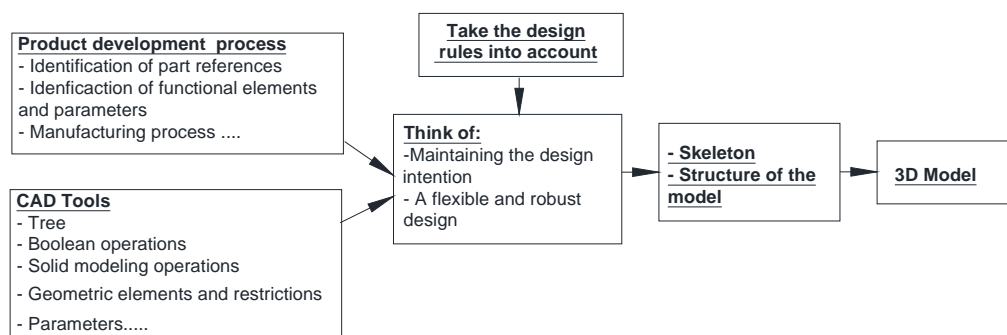 Product development process
- Identification of part references
- Idenficaction of functional elements
and parameters
- Manufacturing process ....
CAD Tools
- Tree
- Boolean operations
- Solid modeling operations
- Geometric elements and restrictions
- Parameters.....
Take the design
rules into account
Think of:
-Maintaining the design
intention
- A flexible and robust
design
- Skeleton
- Structure of the
model
3D Model